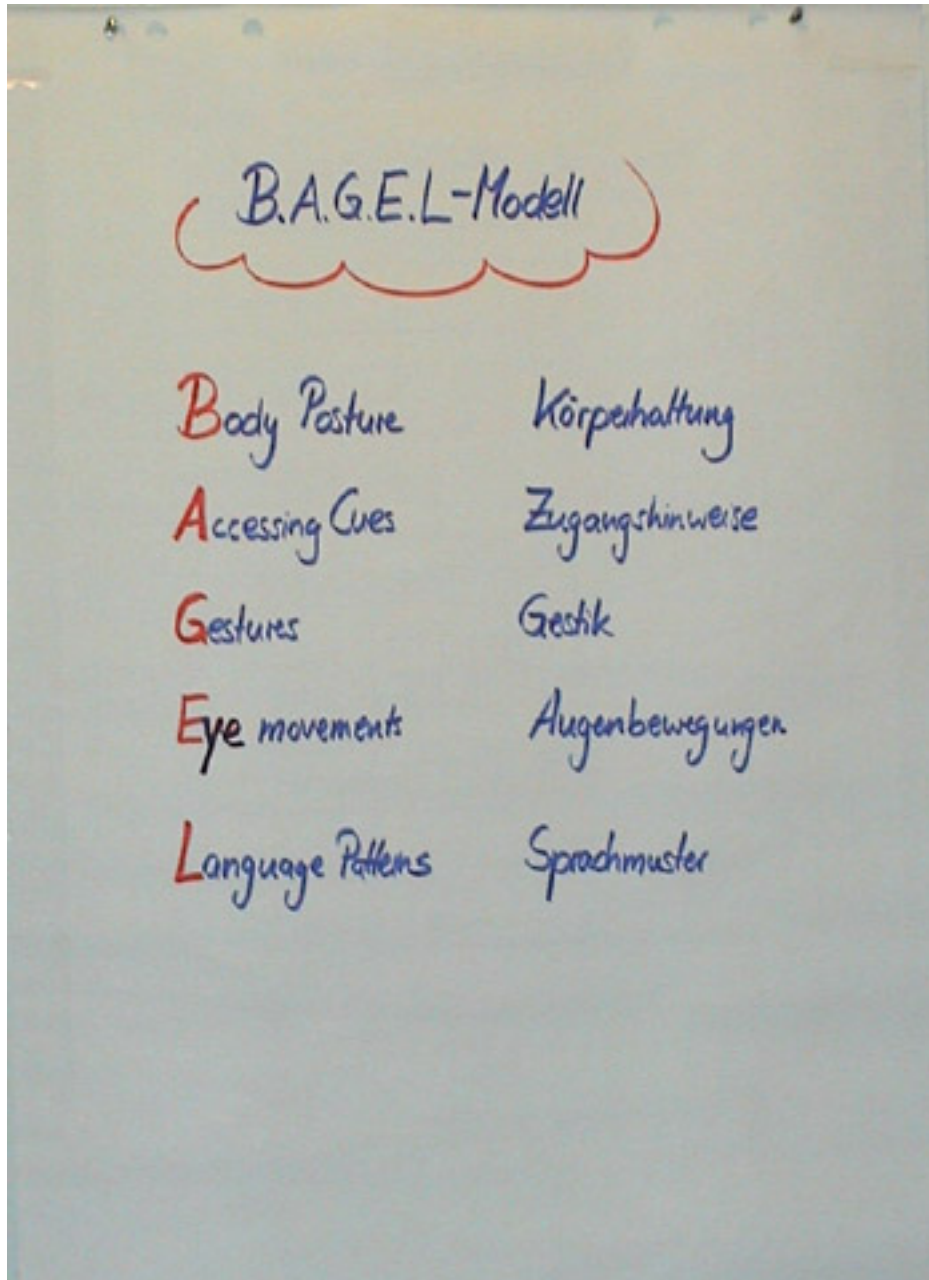 B.A.G.E.L-Modell
Body Posture Körperhaltung
Accessing Cues Zugangshinweise
Gestures Gestik
Eye movements Augenbewegungen
Language Patterns Sprachmuster